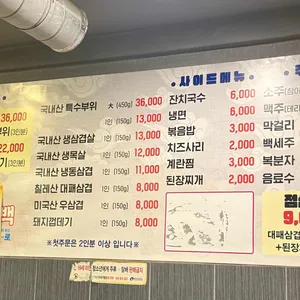 36,000
22,000
국내산 특수부위 大 (450g) 36,000
1인 (150g) 13,000
국내산 생삼겹살 1인 (150g) 13,000
국내산 생목살 1인 (150g) 12,000
국내산 냉동삼겹살 1인 (150g) 8,000
칠레산 대패삼겹 1인 (150g) 8,000
미국산 우삼겹 1인 (150g) 8,000
돼지껍데기 8,000
※첫주문은 2인분 이상 입니다※
• 사이드메뉴 •
잔치국수 6,000
냉면 6,000
볶음밥 3,000
치즈사리 2,000
계란찜 3,000
된장찌개 2,000
소주
맥주
막걸리
백세주
복분자
음료수
대패삼겹
+된장